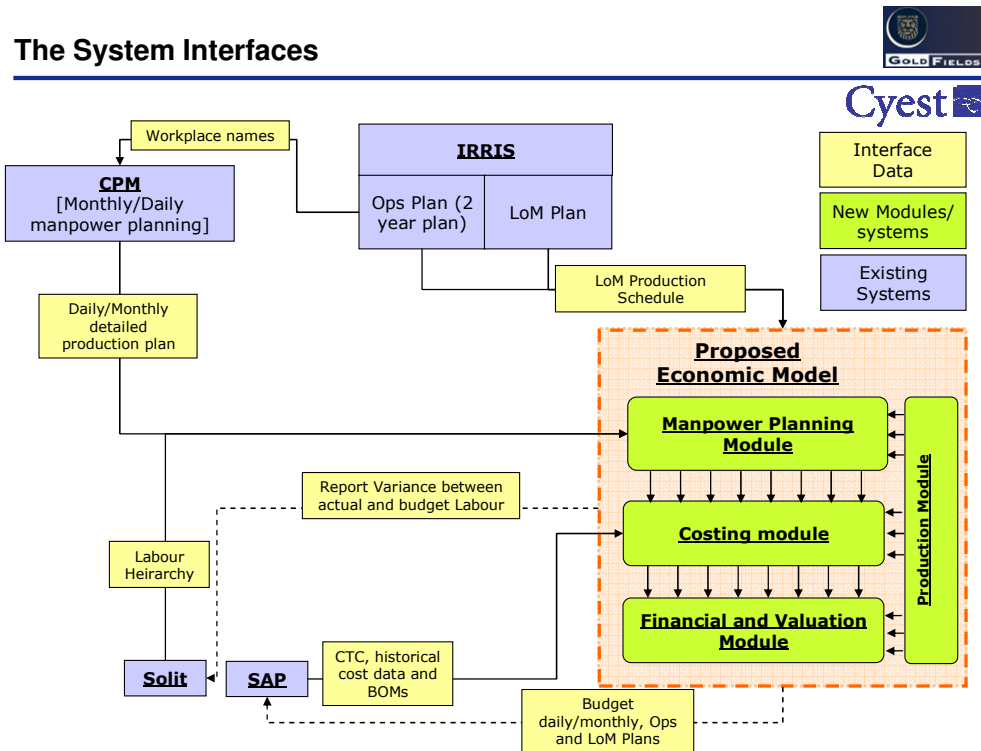 The System Interfaces
GOLD FIELDS
Cyest
Workplace names
IRRIS
Interface
Data
CPM
[Monthly/Daily
manpower planning]
Ops Plan (2
year plan)
LoM Plan
New Modules/
systems
LoM Production
Schedule
Existing
Systems
Daily/Monthly
detailed
production plan
Proposed
Economic Model
Manpower Planning
Module
Production Module
Report Variance between
actual and budget Labour
Costing module
Labour
Heirarchy
Financial and Valuation
Module
Solit
SAP
CTC, historical
cost data and
BOMs
Budget
daily/monthly, Ops
and LoM Plans